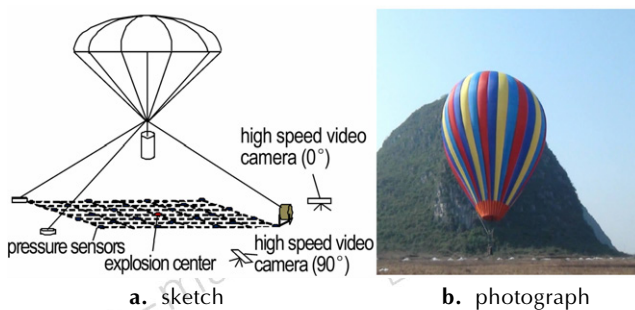 high speed video
camera (0°)
pressure sensors
explosion center
high speed video
camera (90°)
a. sketch
b. photograph